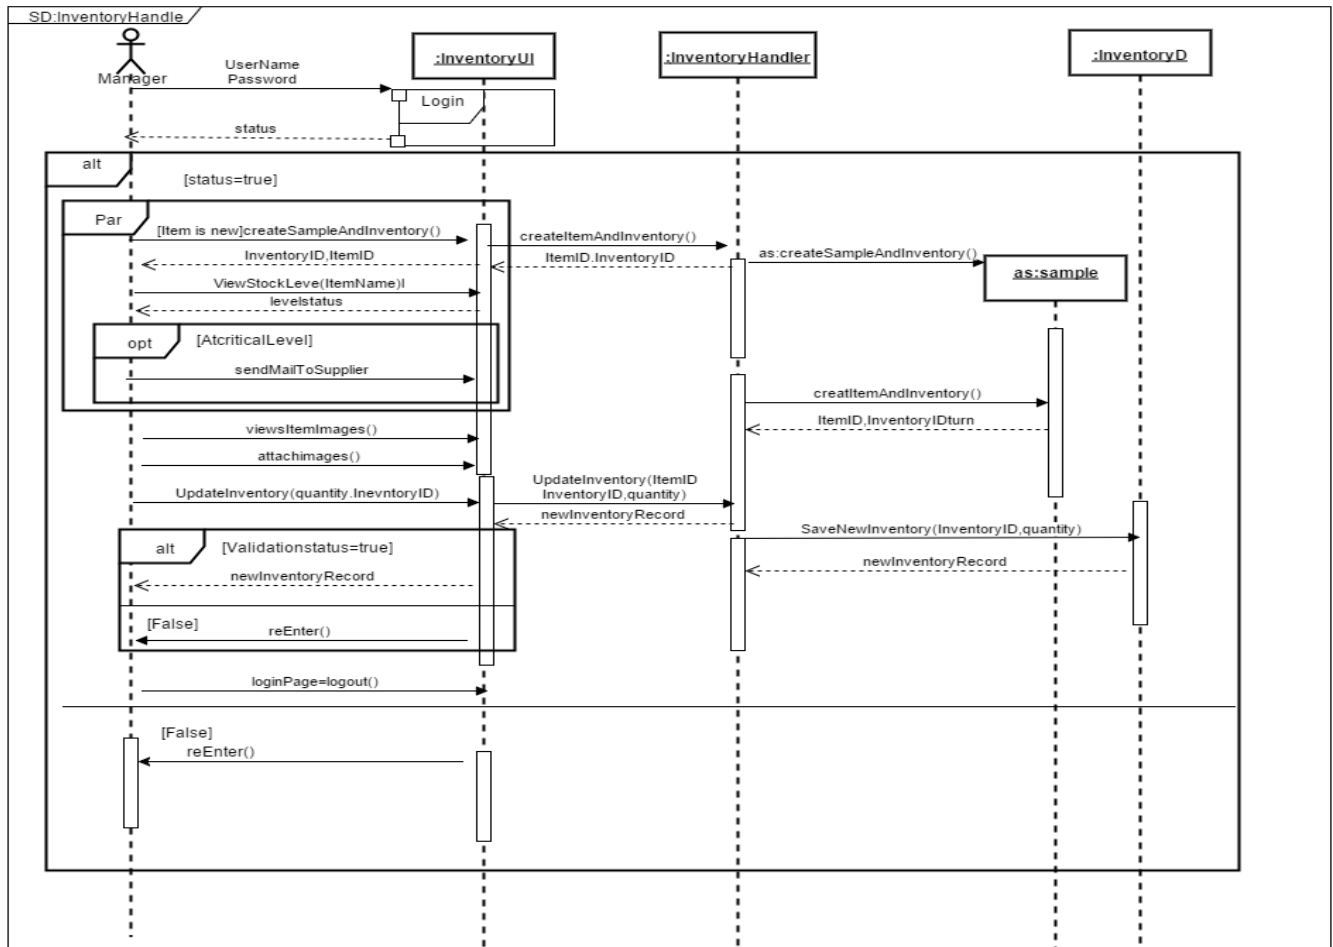 SD:InventoryHandle
Manager
:InventoryUI
:InventoryHandler
:InventoryD
UserName
Password
Login
status
alt
[status=true]
Par
[Item is new]createSampleAndInventory()
createItemAndInventory()
as:createSampleAndInventory()
InventoryID,ItemID
ItemID.InventoryID
as:sample
ViewStockLeve(ItemName)l
levelstatus
opt
[AtcriticalLevel]
sendMailToSupplier
creatItemAndInventory()
ItemID,InventoryIDturn
viewsItemImages()
attachimages()
UpdateInventory(quantity.InevntoryID)
UpdateInventory(ItemID
InventoryID,quantity)
newInventoryRecord
SaveNewInventory(InventoryID,quantity)
alt
[Validationstatus=true]
newInventoryRecord
newInventoryRecord
[False]
reEnter()
loginPage=logout()
[False]
reEnter()